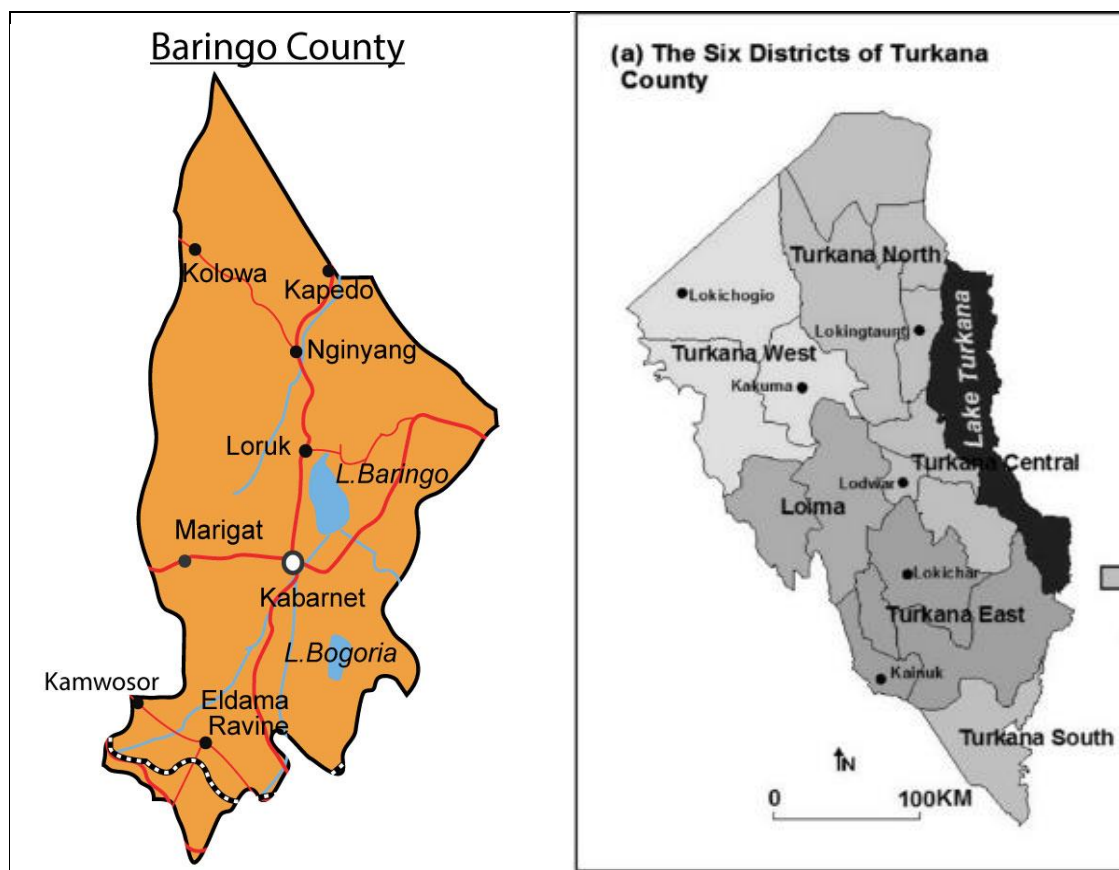 Baringo County
Kolowa
Kapedo
Nginyang
Loruk
L.Baringo
Marigat
Kabarnet
L.Bogoria
Kamwosor
Eldama
Ravine
(a) The Six Districts of Turkana
County
Turkana North
Lokichogio
Lokingtaung
Turkana West
Kakuma
Lake Turkana
Turkana Central
Lodwar
Loima
Lokichar
Turkana East
Kainuk
Turkana South
N
0 100KM